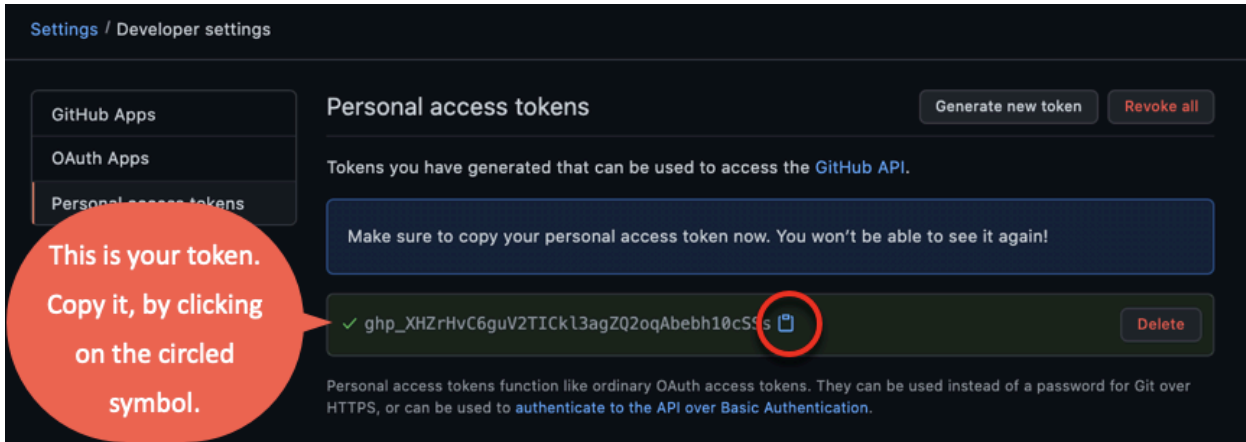 Settings / Developer settings
GitHub Apps
OAuth Apps
Personal access tokens
Personal access tokens
Generate new token
Revoke all
Tokens you have generated that can be used to access the GitHub API.
Make sure to copy your personal access token now. You won't be able to see it again!
This is your token.
Copy it, by clicking
on the circled
symbol.
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
Delete
Personal access tokens function like ordinary OAuth access tokens. They can be used instead of a password for Git over
HTTPS, or can be used to authenticate to the API over Basic Authentication.